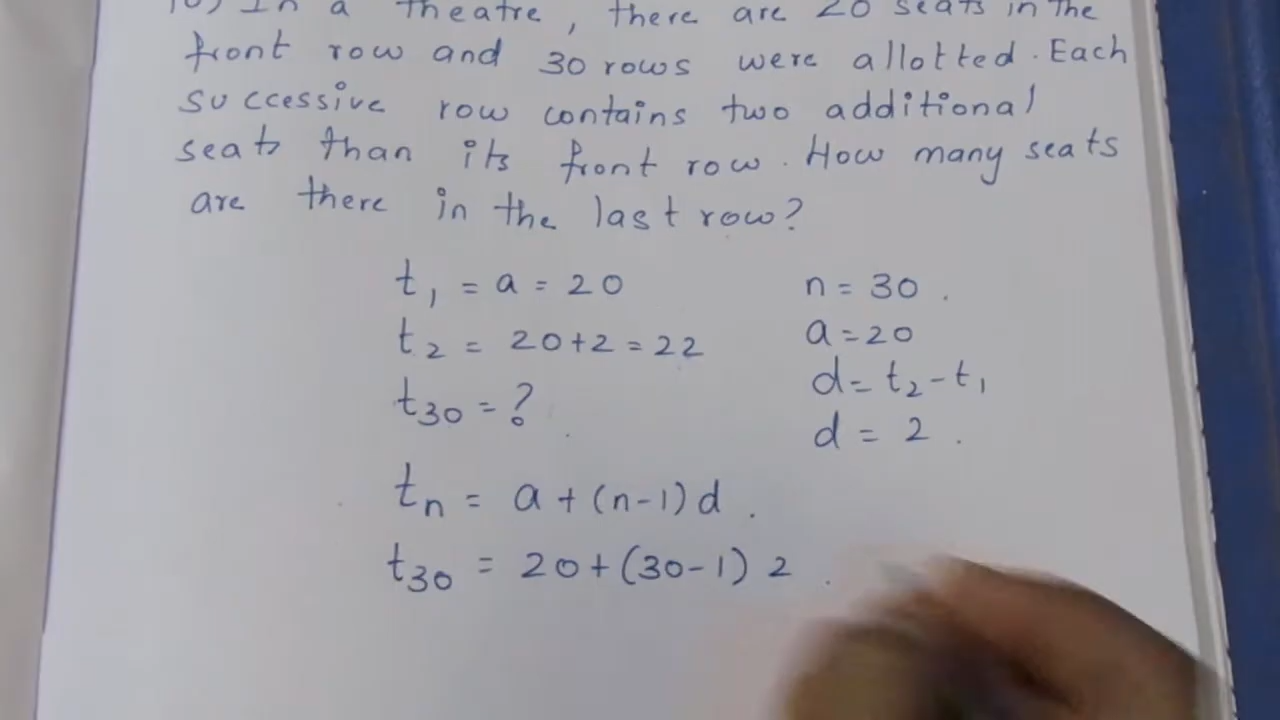 10) In a theatre, there are 20 seats in the
front row and 30 rows were allotted. Each
successive row contains two additional
seats than its front row. How many seats
are there in the last row?
t₁ = a = 20
n = 30.
t₂ = 20+2 = 22
a = 20
t₃₀ = ?
d = t₂ - t₁
d = 2.
tₙ = a + (n-1)d.
t₃₀ = 20 + (30-1) 2